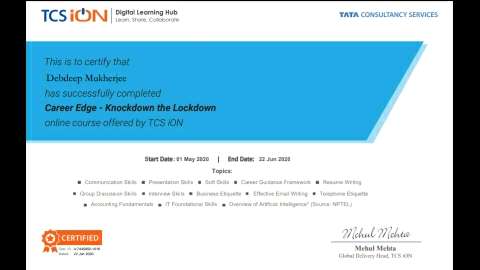 TCS iON Digital Learning Hub
Learn. Share. Collaborate
TATA CONSULTANCY SERVICES
This is to certify that
Debdeep Mukherjee
has successfully completed
Career Edge - Knockdown the Lockdown
online course offered by TCS iON
Start Date: 01 May 2020 | End Date: 22 Jun 2020
Topics:
Communication Skills Presentation Skills Soft Skills Career Guidance Framework Resume Writing
Group Discussion Skills Interview Skills Business Etiquette Effective Email Writing Telephone Etiquette
Accounting Fundamentals IT Foundational Skills Overview of Artificial Intelligence* (Source: NPTEL)
CERTIFIED
22 Jun 2020
Mehul Mehta
Mehul Mehta
Global Delivery Head, TCS iON